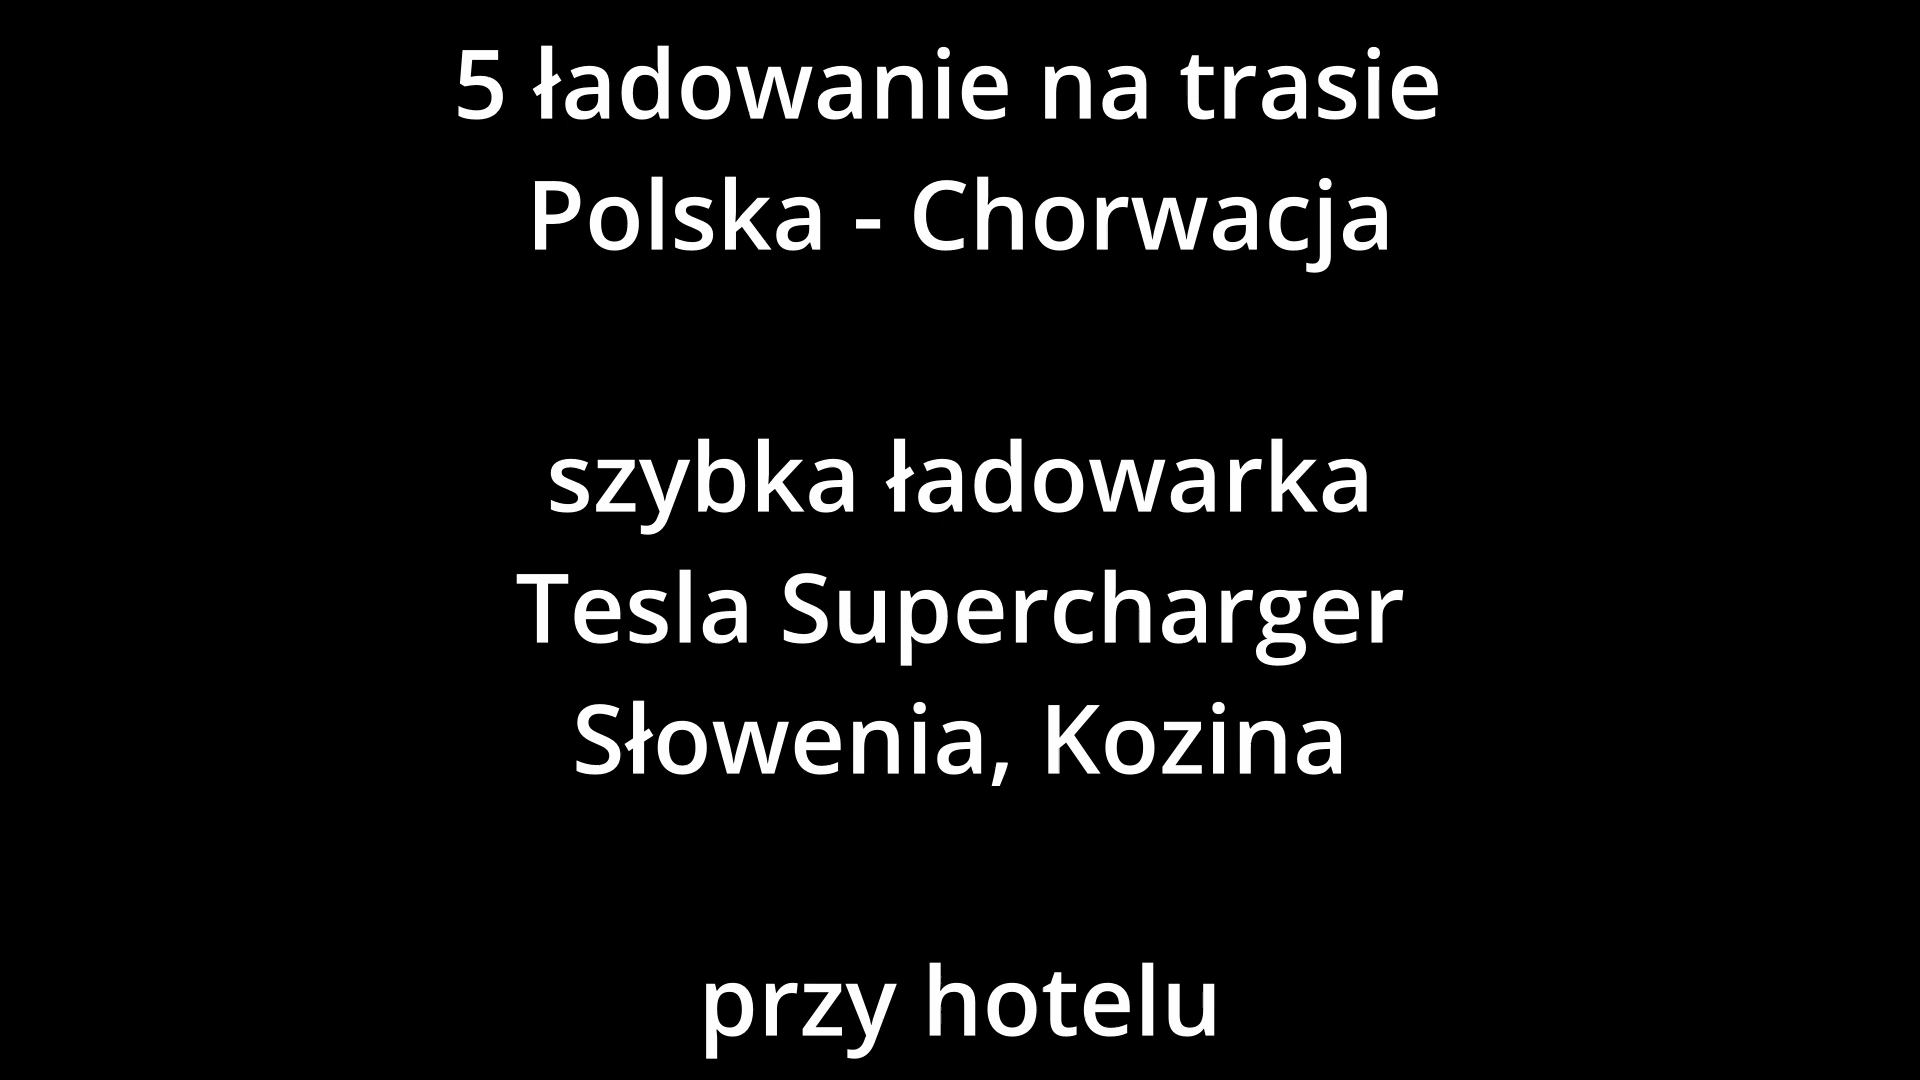 5 ładowanie na trasie
Polska - Chorwacja
szybka ładowarka
Tesla Supercharger
Słowenia, Kozina
przy hotelu